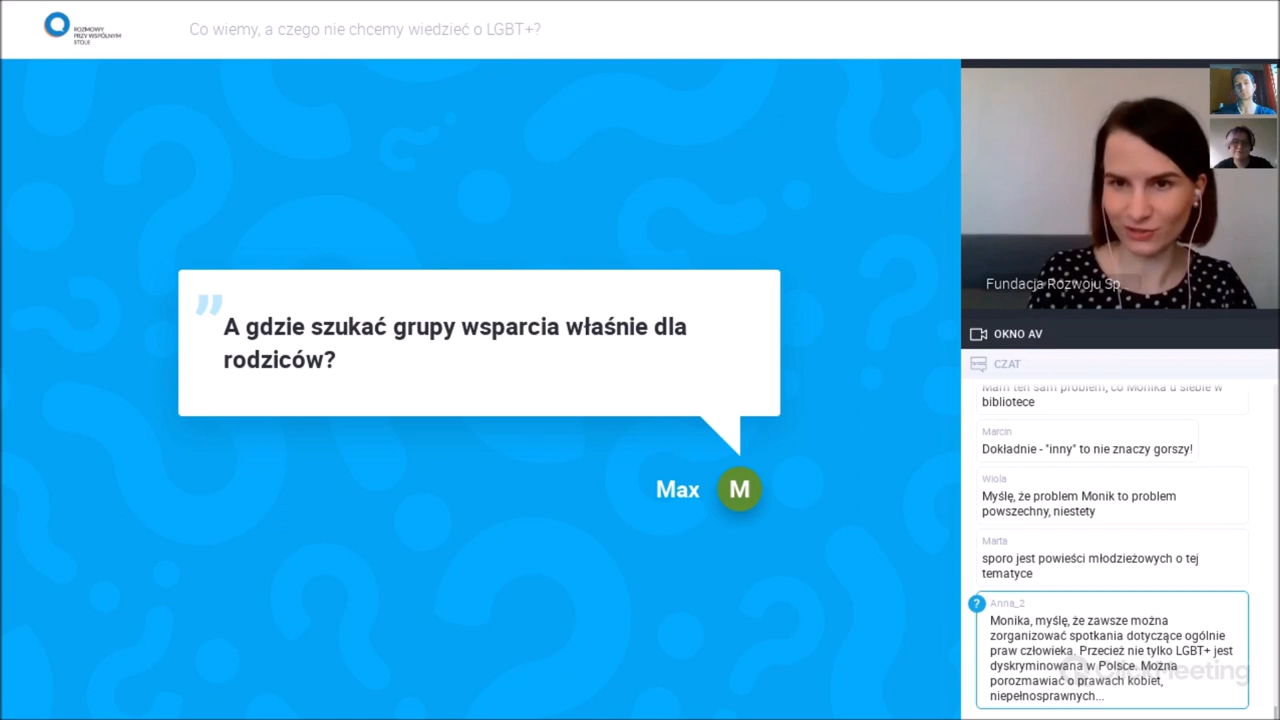 ROZMOWY
PRZY WSPÓLNYM
STOLE
Co wiemy, a czego nie chcemy wiedzieć o LGBT+?
A gdzie szukać grupy wsparcia właśnie dla
rodziców?
Max M
Fundacja Rozwoju Sp...
OKNO AV
CZAT
Mam ten sam problem, co Monika u siebie w
bibliotece
Marcin
Dokładnie - "inny" to nie znaczy gorszy!
Wiola
Myślę, że problem Monik to problem
powszechny, niestety
Marta
sporo jest powieści młodzieżowych o tej
tematyce
?
Anna_2
Monika, myślę, że zawsze można
zorganizować spotkania dotyczące ogólnie
praw człowieka. Przecież nie tylko LGBT+ jest
dyskryminowana w Polsce. Można
porozmawiać o prawach kobiet,
niepełnosprawnych...
ClickMeeting